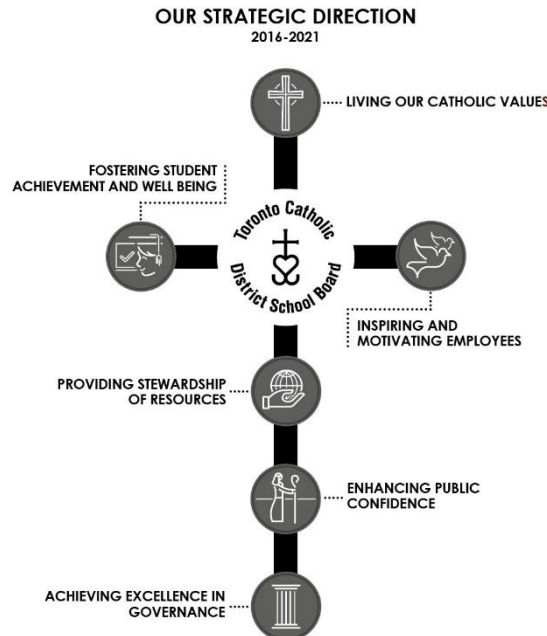 OUR STRATEGIC DIRECTION
2016-2021
LIVING OUR CATHOLIC VALUES
FOSTERING STUDENT
ACHIEVEMENT AND WELL BEING
Toronto Catholic
District School Board
INSPIRING AND
MOTIVATING EMPLOYEES
PROVIDING STEWARDSHIP
OF RESOURCES
ENHANCING PUBLIC
CONFIDENCE
ACHIEVING EXCELLENCE IN
GOVERNANCE